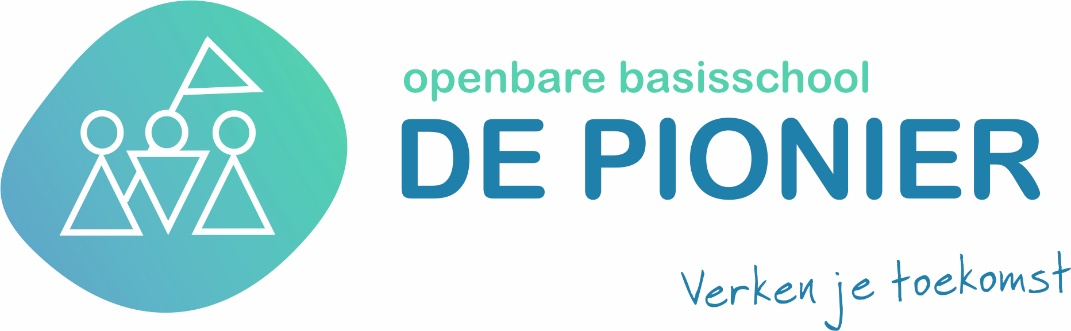 openbare basisschool
DE PIONIER
Verken je toekomst